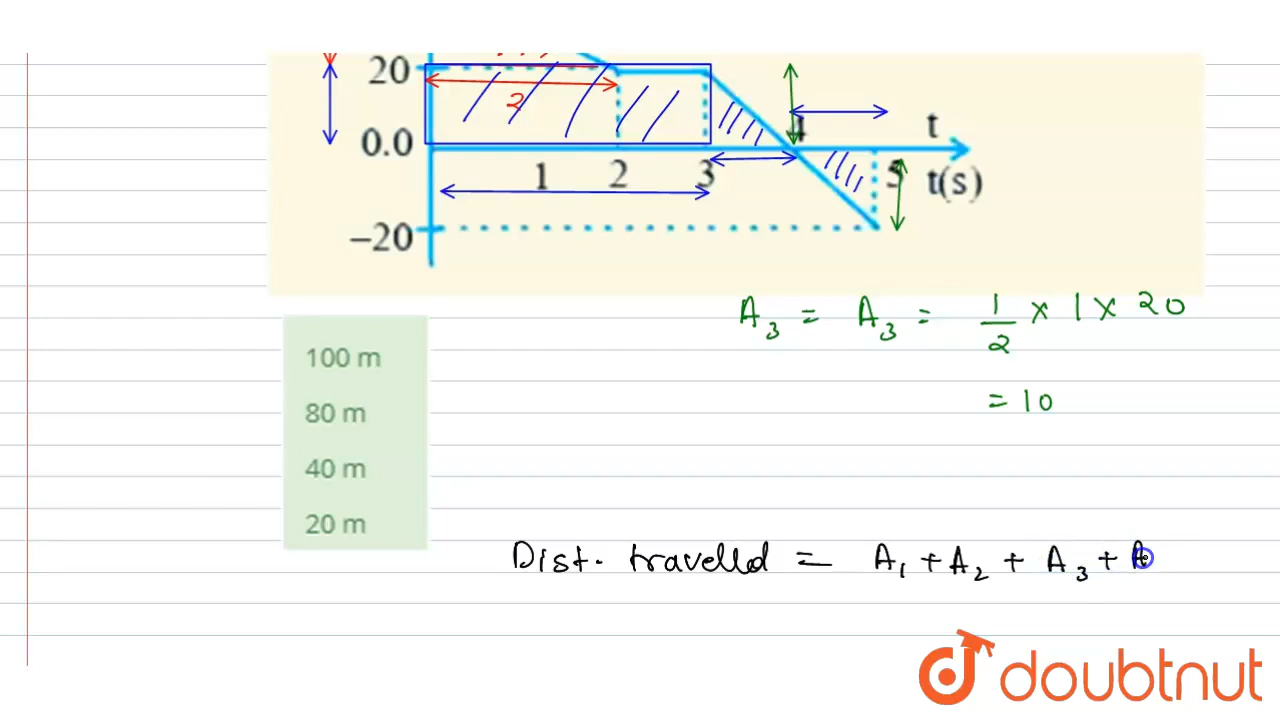 20
2
0.0
4
t
1 2 3 5 t(s)
−20
A₃ = A₃ = 1/2 × 1 × 20
= 10
100 m
80 m
40 m
20 m
Dist. travelled = A₁ + A₂ + A₃ + A
doubtnut